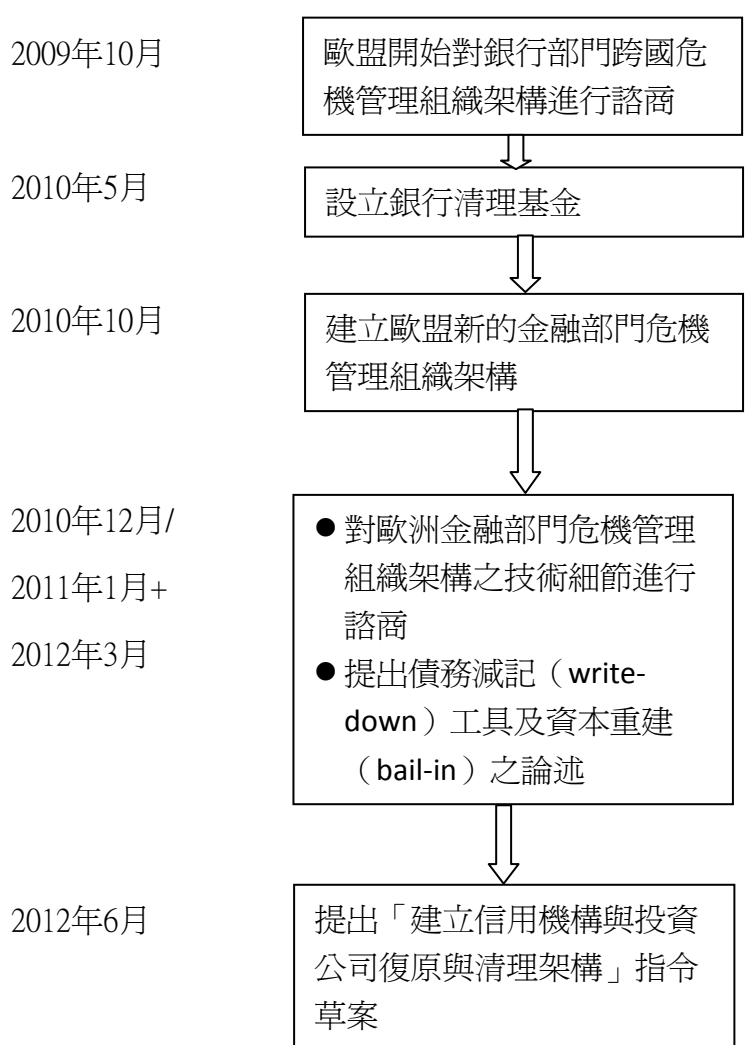 2009年10月
歐盟開始對銀行部門跨國危
機管理組織架構進行諮商
2010年5月
設立銀行清理基金
2010年10月
建立歐盟新的金融部門危機
管理組織架構
2010年12月/
2011年1月+
2012年3月
●對歐洲金融部門危機管理
組織架構之技術細節進行
諮商
●提出債務減記（write-
down）工具及資本重建
（bail-in）之論述
2012年6月
提出「建立信用機構與投資
公司復原與清理架構」指令
草案